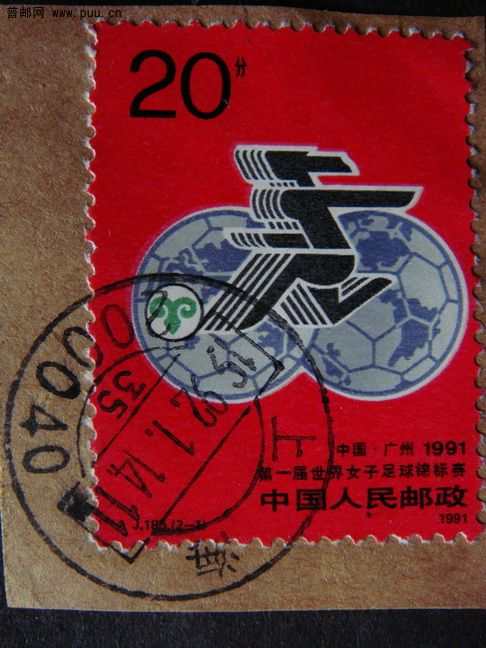 普邮网 www.puu.cn
20分
中国·广州 1991
第一届世界女子足球锦标赛
中国人民邮政
1991
J.185.(2-1)
上海
200040
35